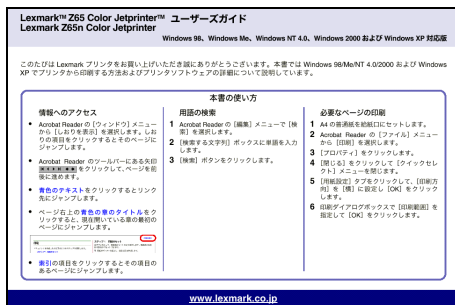 Lexmark™ Z65 Color Jetprinter™ ユーザーズガイド
Lexmark Z65n Color Jetprinter
Windows 98、Windows Me、Windows NT 4.0、Windows 2000 および Windows XP 対応版
このたびは Lexmark プリンタをお買い上げいただき誠にありがとうございます。本書では Windows 98/Me/NT 4.0/2000 および Windows
XP でプリンタから印刷する方法およびプリンタソフトウェアの詳細について説明しています。
本書の使い方
情報へのアクセス
• Acrobat Reader の [ウィンドウ] メニュー
から [しおりを表示] を選択します。しお
りの項目をクリックするとそのページに
ジャンプします。
• Acrobat Reader のツールバーにある矢印
をクリックして、ページを前
後に進めます。
• 青色のテキストをクリックするとリンク
先にジャンプします。
• ページ右上の青色の章のタイトルをク
リックすると、現在開いている章の最初の
ページにジャンプします。
• 索引の項目をクリックするとその項目の
あるページにジャンプします。
用語の検索
1 Acrobat Reader の [編集] メニューで [検
索] を選択します。
2 [検索する文字列] ボックスに単語を入力
します。
3 [検索] ボタンをクリックします。
必要なページの印刷
1 A4 の普通紙を給紙口にセットします。
2 Acrobat Reader の [ファイル] メニュー
から [印刷] を選択します。
3 [プロパティ] をクリックします。
4 [閉じる] をクリックして [クイックセレ
クト] メニューを閉じます。
5 [用紙設定] タブをクリックして、[印刷方
向] を [横] に設定し [OK] をクリック
します。
6 印刷ダイアログボックスで [印刷範囲] を
指定して [OK] をクリックします。
www.lexmark.co.jp